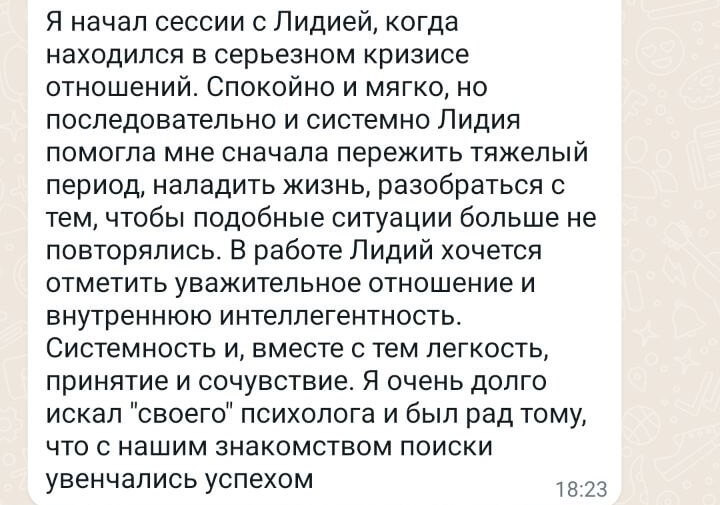 Я начал сессии с Лидией, когда
находился в серьезном кризисе
отношений. Спокойно и мягко, но
последовательно и системно Лидия
помогла мне сначала пережить тяжелый
период, наладить жизнь, разобраться с
тем, чтобы подобные ситуации больше не
повторялись. В работе Лидий хочется
отметить уважительное отношение и
внутреннюю интеллегентность.
Системность и, вместе с тем легкость,
принятие и сочувствие. Я очень долго
искал "своего" психолога и был рад тому,
что с нашим знакомством поиски
увенчались успехом
18:23